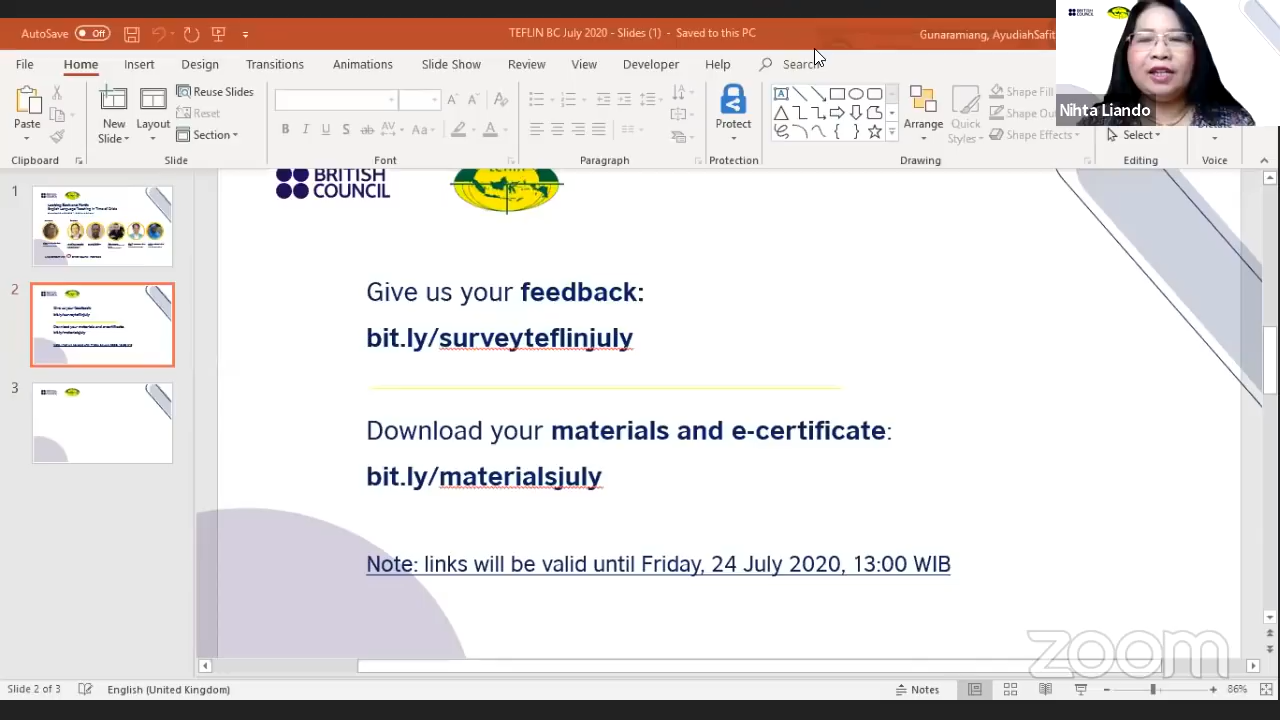 AutoSave Off
TEFLIN BC July 2020 - Slides (1) - Saved to this PC
Gunaramiang, AyudiahSafit
File Home Insert Design Transitions Animations Slide Show Review View Developer Help Search
Paste
New Slide
Layout
Reuse Slides
Reset
Section
Protect
Arrange
Quick Styles
Shape Fill
Shape Out
Shape Effects
Select
Clipboard Slide Font Paragraph Protection Drawing Editing Voice
Nihta Liando
BRITISH
COUNCIL
Give us your feedback:
bit.ly/surveyteflinjuly
Download your materials and e-certificate:
bit.ly/materialsjuly
Note: links will be valid until Friday, 24 July 2020, 13:00 WIB
1
2
3
zoom
Slide 2 of 3
English (United Kingdom)
Notes
86%